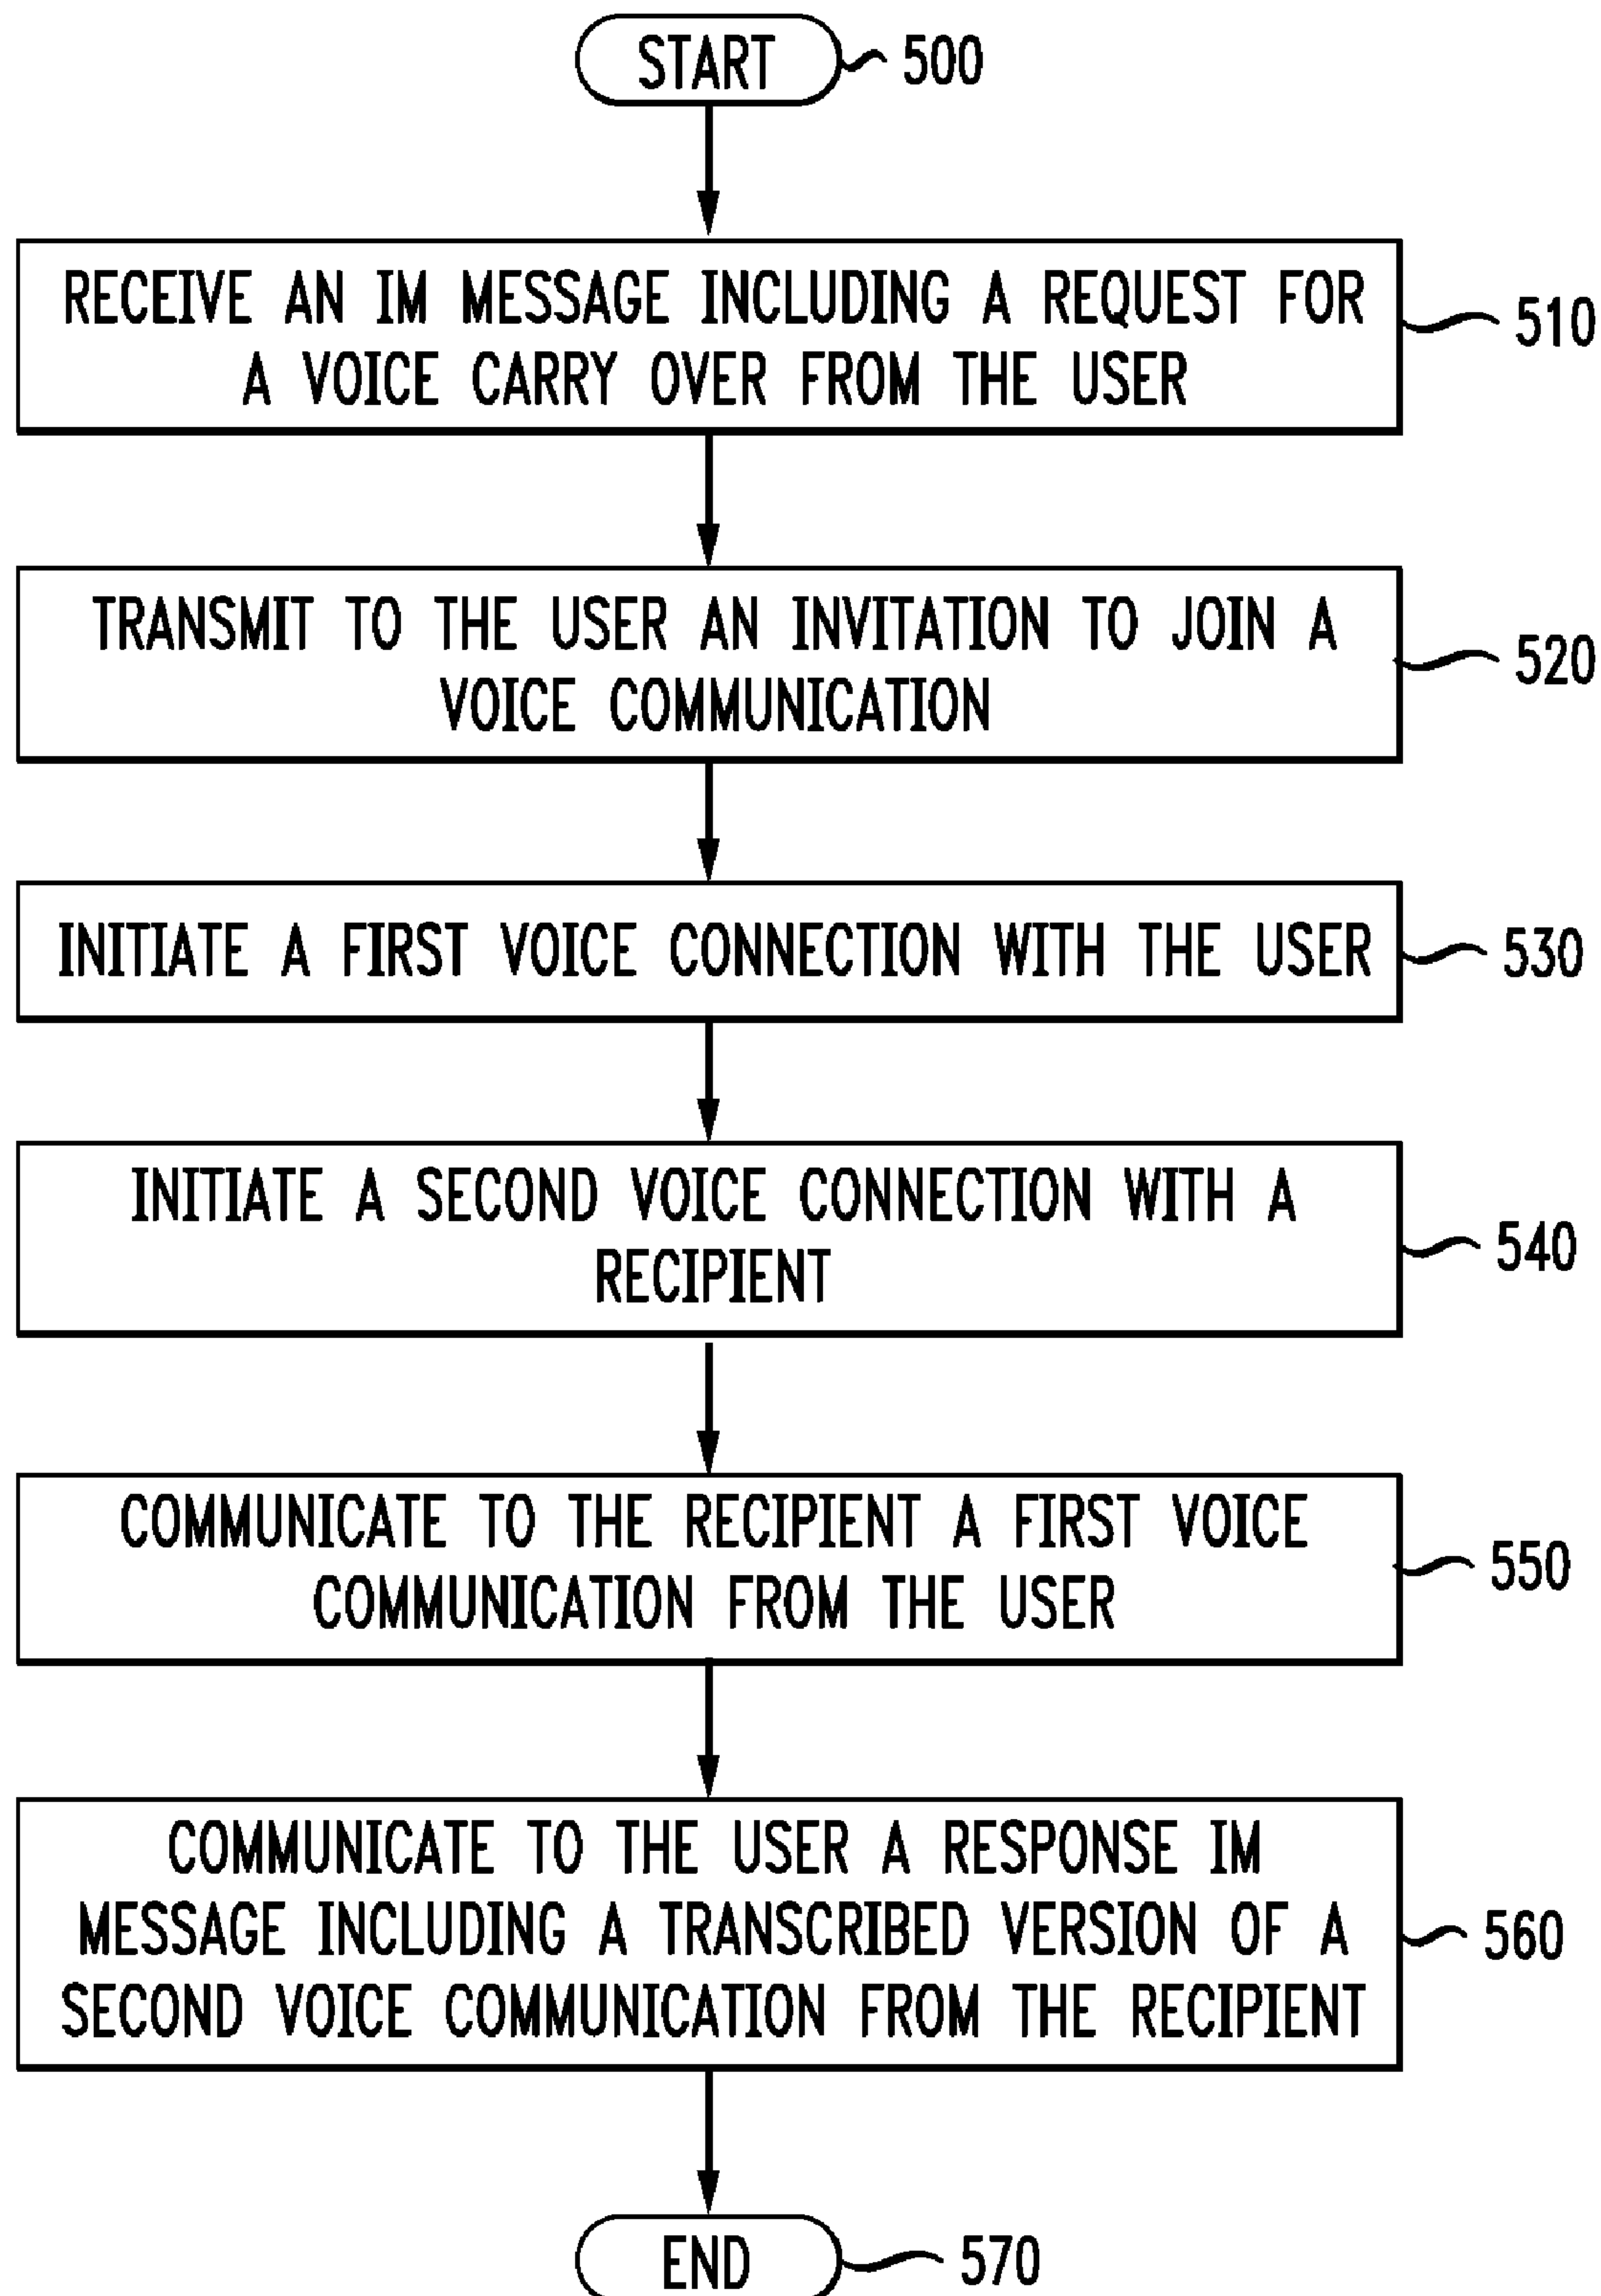 START
500
RECEIVE AN IM MESSAGE INCLUDING A REQUEST FOR
A VOICE CARRY OVER FROM THE USER
510
TRANSMIT TO THE USER AN INVITATION TO JOIN A
VOICE COMMUNICATION
520
INITIATE A FIRST VOICE CONNECTION WITH THE USER
530
INITIATE A SECOND VOICE CONNECTION WITH A
RECIPIENT
540
COMMUNICATE TO THE RECIPIENT A FIRST VOICE
COMMUNICATION FROM THE USER
550
COMMUNICATE TO THE USER A RESPONSE IM
MESSAGE INCLUDING A TRANSCRIBED VERSION OF A
SECOND VOICE COMMUNICATION FROM THE RECIPIENT
560
END
570